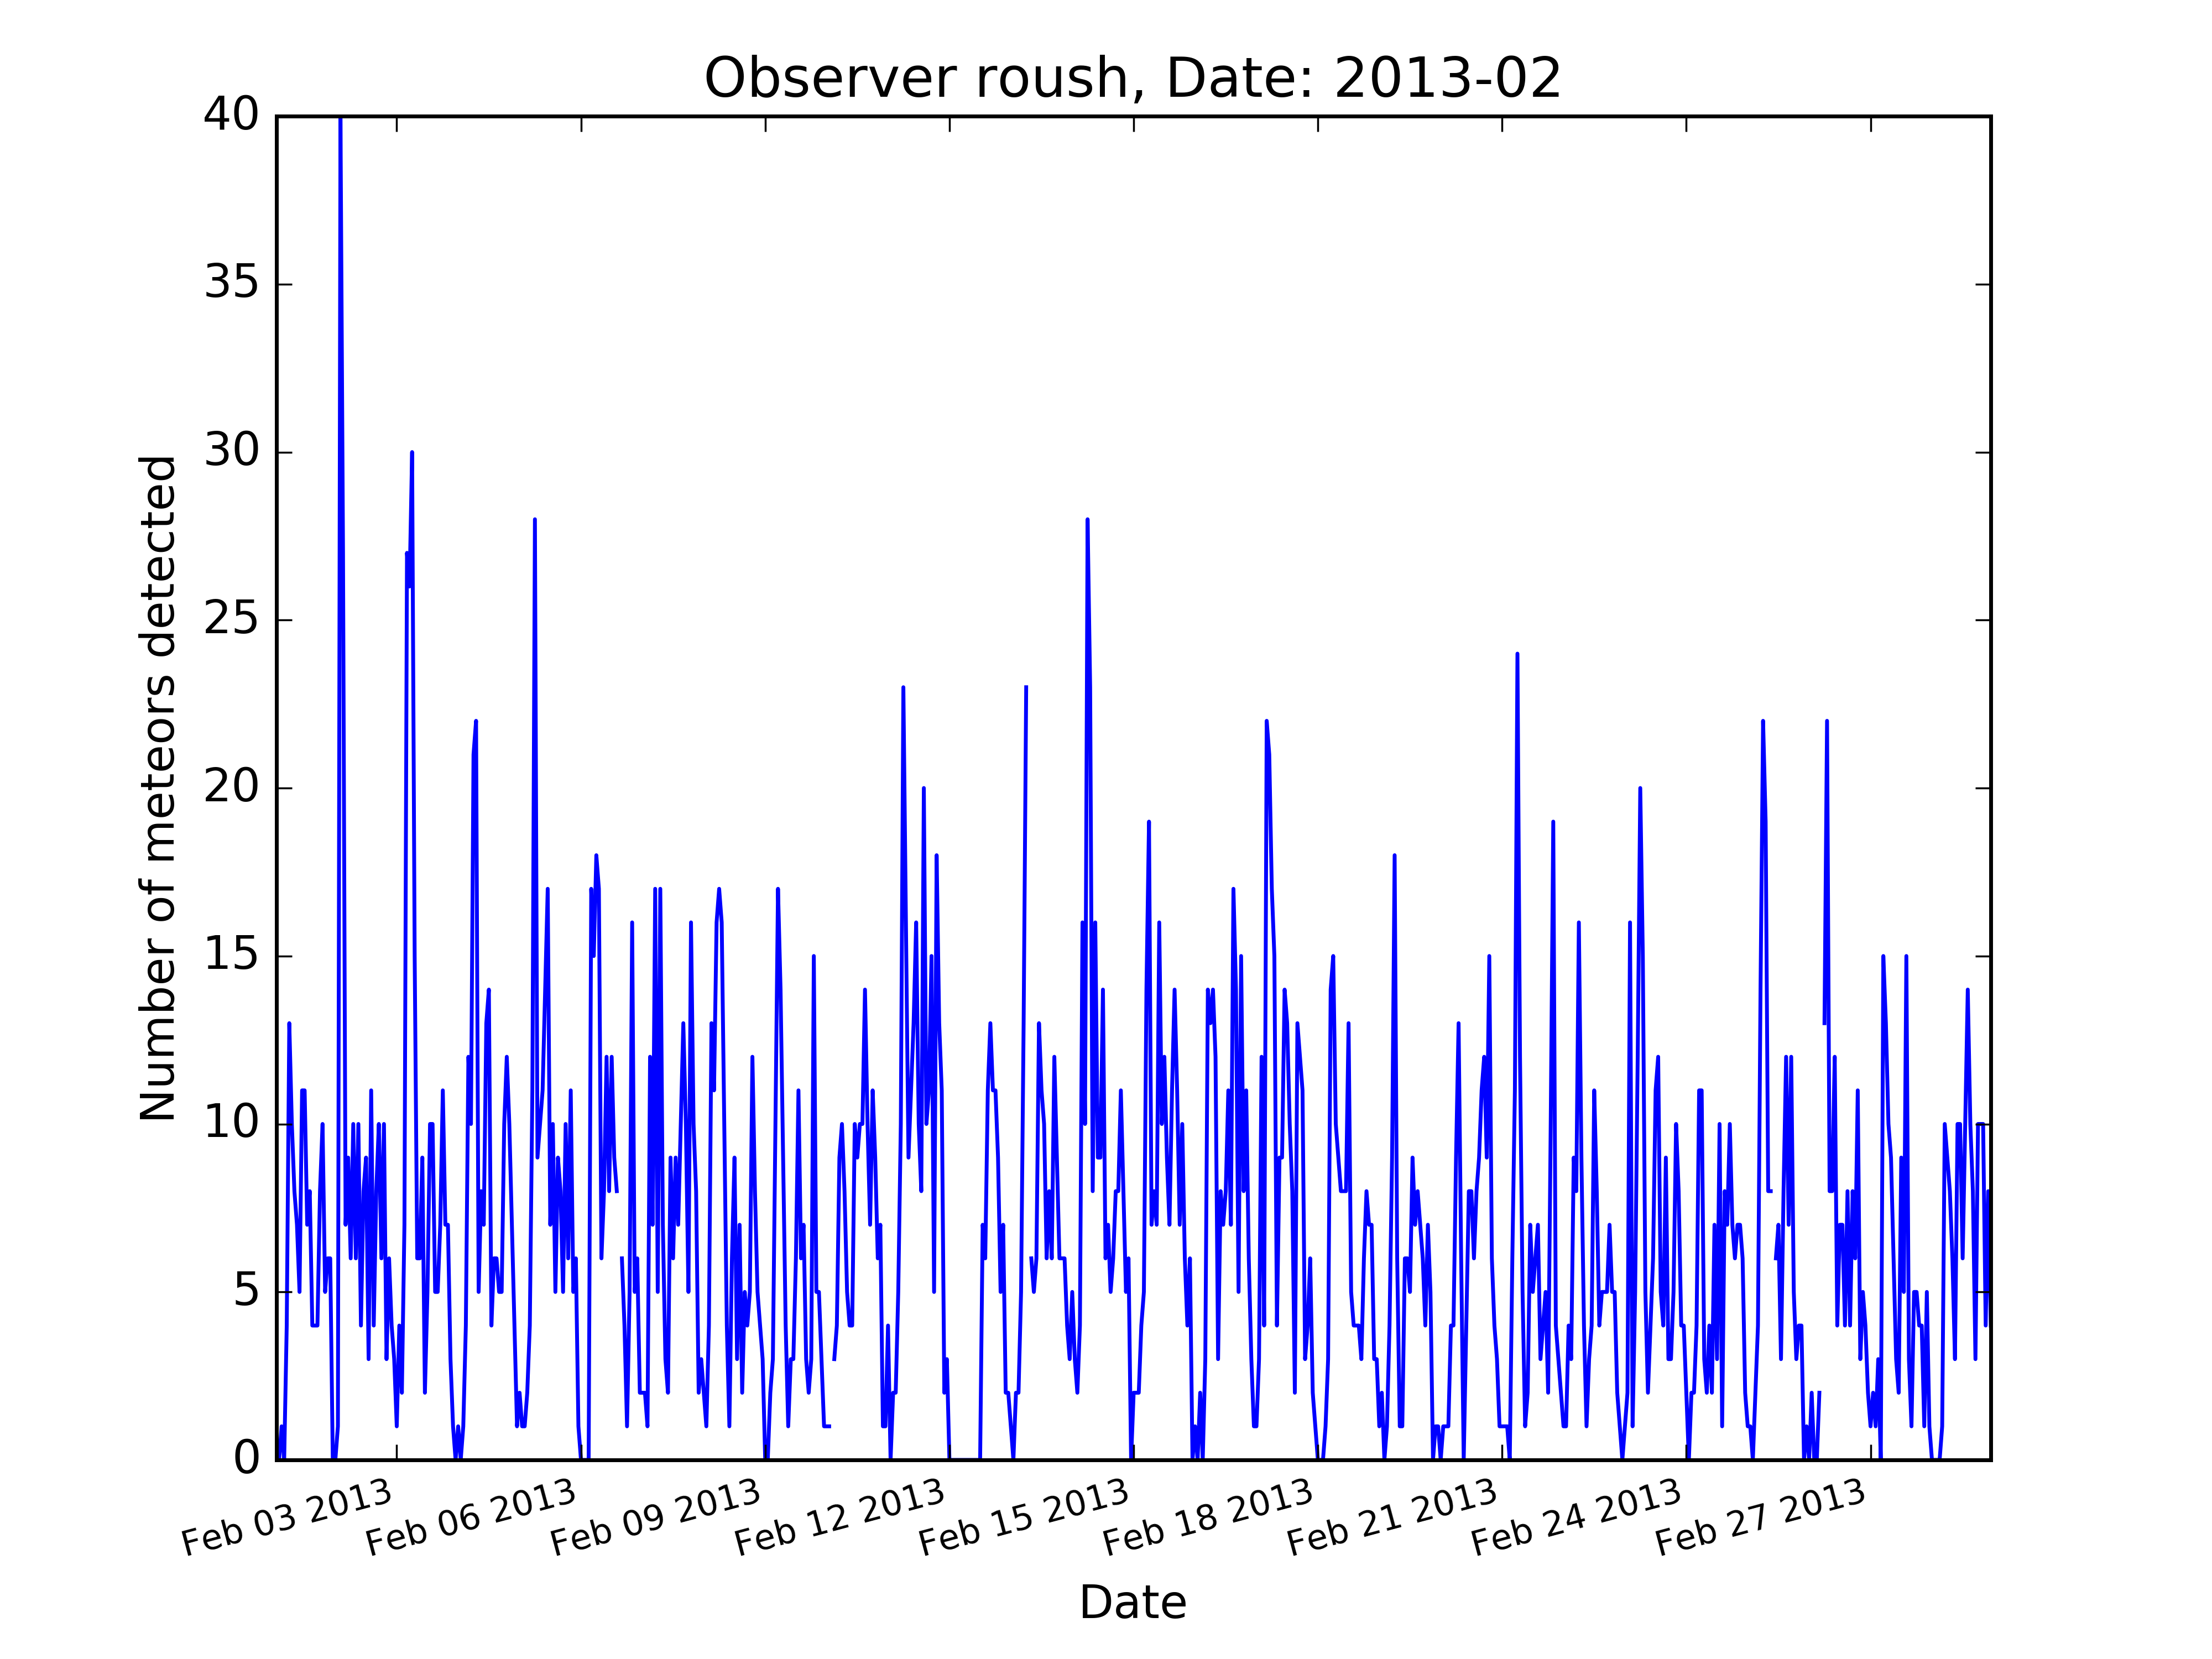 Observer roush, Date: 2013-02
Number of meteors detected
40
35
30
25
20
15
10
5
0
Feb 03 2013
Feb 06 2013
Feb 09 2013
Feb 12 2013
Feb 15 2013
Feb 18 2013
Feb 21 2013
Feb 24 2013
Feb 27 2013
Date